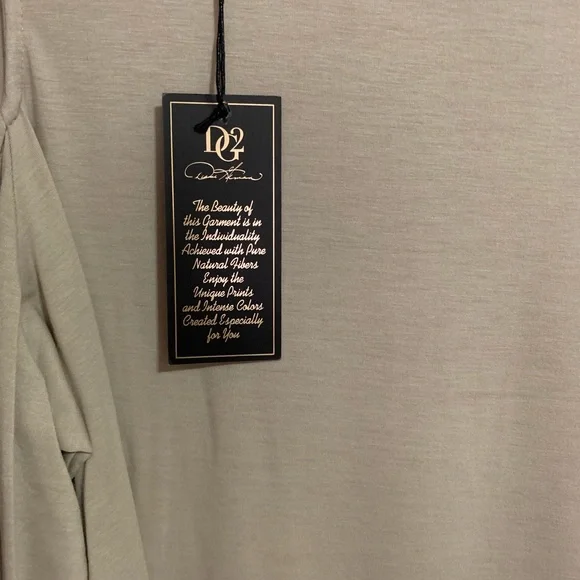 DG2
The Beauty of
this Garment is in
the Individuality
Achieved with Pure
Natural Fibers
Enjoy the
Unique Prints
and Intense Colors
Created Especially
for You